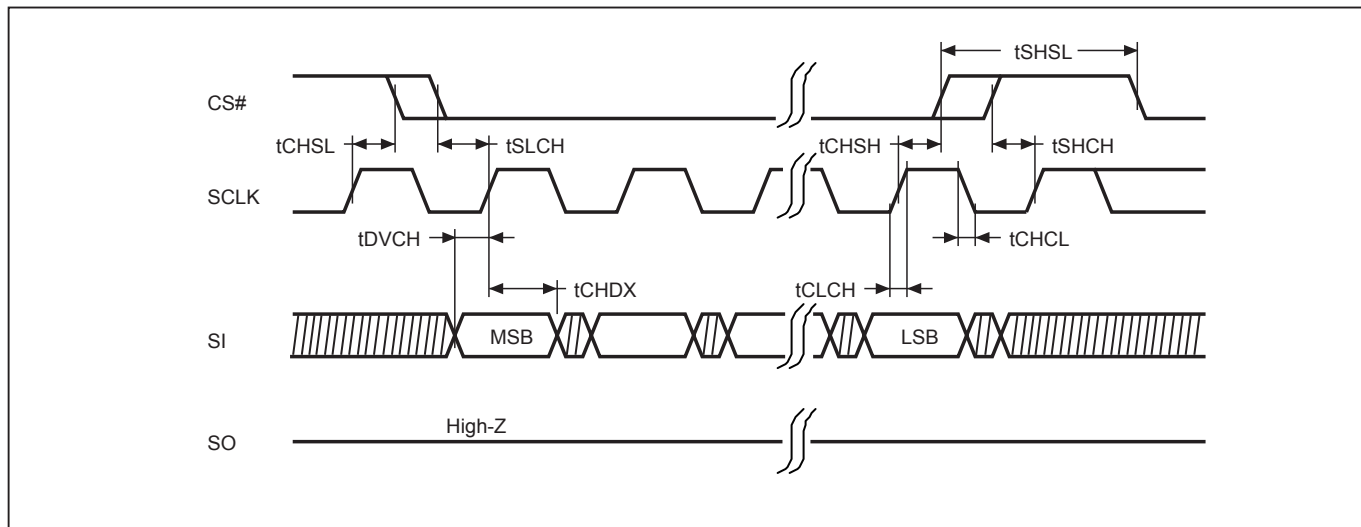 tSHSL
CS#
tCHSL
tSLCH
tCHSH
tSHCH
SCLK
tDVCH
tCHCL
tCHDX
tCLCH
SI
MSB
LSB
High-Z
SO